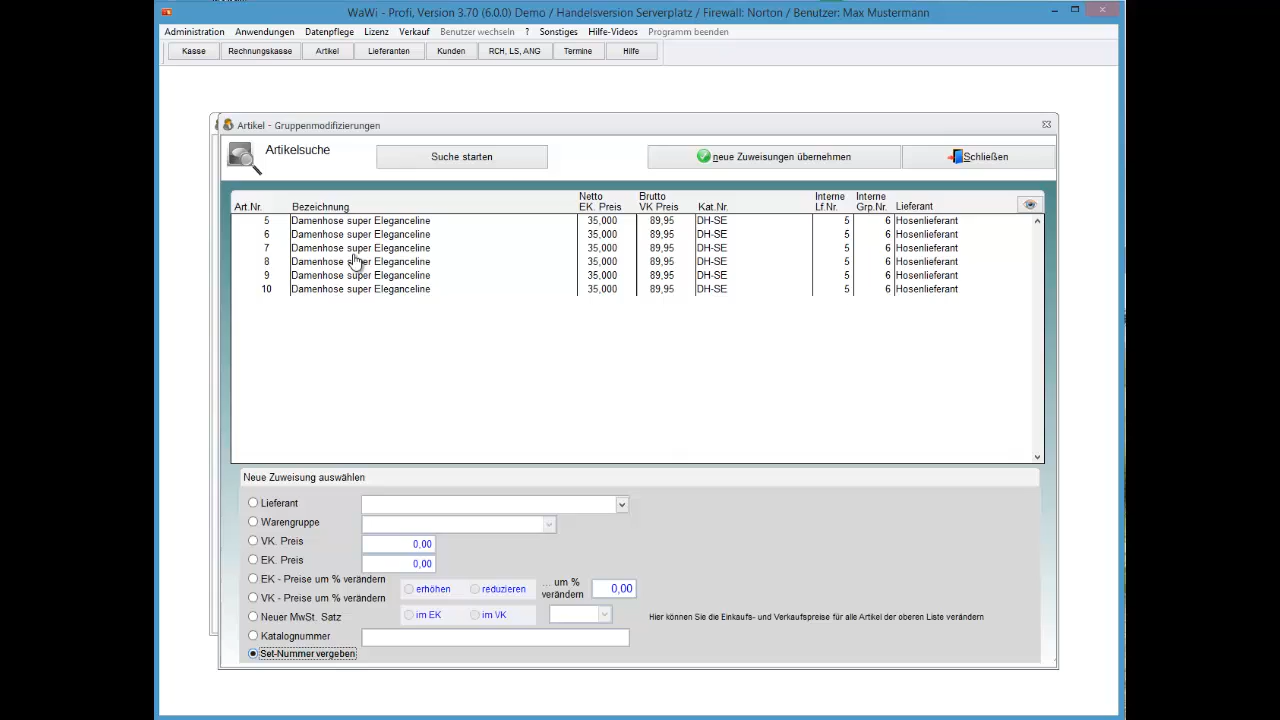 WaWi - Profi, Version 3.70 (6.0.0) Demo / Handelsversion Serverplatz / Firewall: Norton / Benutzer: Max Mustermann
Administration Anwendungen Datenpflege Lizenz Verkauf Benutzer wechseln ? Sonstiges Hilfe-Videos Programm beenden
Kasse Rechnungskasse Artikel Lieferanten Kunden RCH, LS, ANG Termine Hilfe
Artikel - Gruppenmodifizierungen
Artikelsuche Suche starten neue Zuweisungen übernehmen Schließen
Netto Brutto Interne Interne
Art.Nr. Bezeichnung EK. Preis VK Preis Kat.Nr. Lf.Nr. Grp.Nr. Lieferant
5 Damenhose super Eleganceline 35,000 89,95 DH-SE 5 6 Hosenlieferant
6 Damenhose super Eleganceline 35,000 89,95 DH-SE 5 6 Hosenlieferant
7 Damenhose super Eleganceline 35,000 89,95 DH-SE 5 6 Hosenlieferant
8 Damenhose super Eleganceline 35,000 89,95 DH-SE 5 6 Hosenlieferant
9 Damenhose super Eleganceline 35,000 89,95 DH-SE 5 6 Hosenlieferant
10 Damenhose super Eleganceline 35,000 89,95 DH-SE 5 6 Hosenlieferant
Neue Zuweisung auswählen
Lieferant
Warengruppe
VK. Preis 0,00
EK. Preis 0,00
EK - Preise um % verändern erhöhen reduzieren ... um % verändern 0,00
VK - Preise um % verändern
Neuer MwSt. Satz im EK im VK Hier können Sie die Einkaufs- und Verkaufspreise für alle Artikel der oberen Liste verändern
Katalognummer
Set-Nummer vergeben